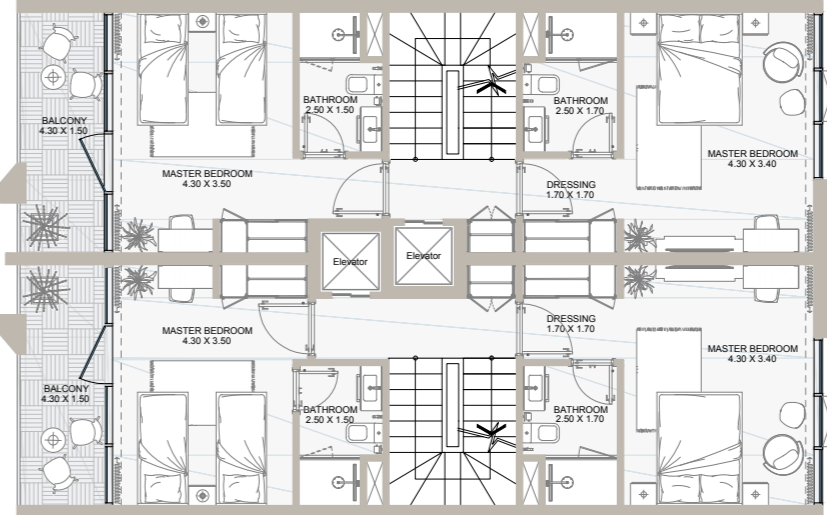 BATHROOM
2.50 X 1.50
BATHROOM
2.50 X 1.70
BALCONY
4.30 X 1.50
MASTER BEDROOM
4.30 X 3.40
MASTER BEDROOM
4.30 X 3.50
DRESSING
1.70 X 1.70
Elevator
Elevator
MASTER BEDROOM
4.30 X 3.50
DRESSING
1.70 X 1.70
MASTER BEDROOM
4.30 X 3.40
BALCONY
4.30 X 1.50
BATHROOM
2.50 X 1.50
BATHROOM
2.50 X 1.70